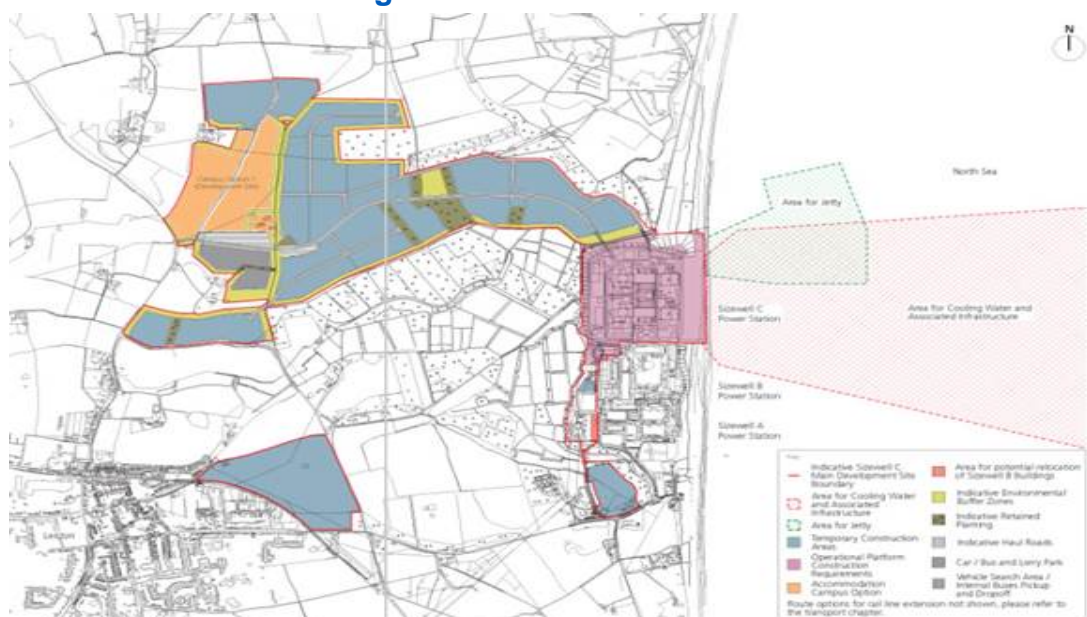 g
N
North Sea
Area for Jetty
Sizewell C
Power Station
Area for Cooling Water and
Associated Infrastructure
Sizewell B
Power Station
Sizewell A
Power Station
Leiston
Key
Indicative Sizewell C
Main Development Site
Boundary
Area for Cooling Water
and Associated
Infrastructure
Area for Jetty
Temporary Construction
Areas
Operational Platform
Construction
Requirements
Accommodation
Campus Option
Area for potential relocation
of Sizewell B Buildings
Indicative Environmental
Buffer Zones
Indicative Retained
Planting
Indicative Haul Roads
Car / Bus and Lorry Park
Vehicle Search Area /
Internal Buses Pickup
and Dropoff
Route options for rail line extension not shown, please refer to
the transport chapter.